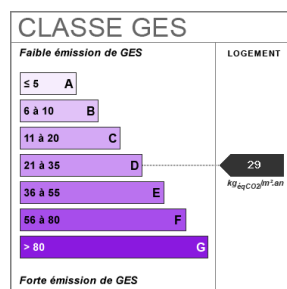 CLASSE GES
Faible émission de GES
LOGEMENT
≤ 5 A
6 à 10 B
11 à 20 C
21 à 35 D
29
kgéqCO2/m².an
36 à 55 E
56 à 80 F
> 80 G
Forte émission de GES